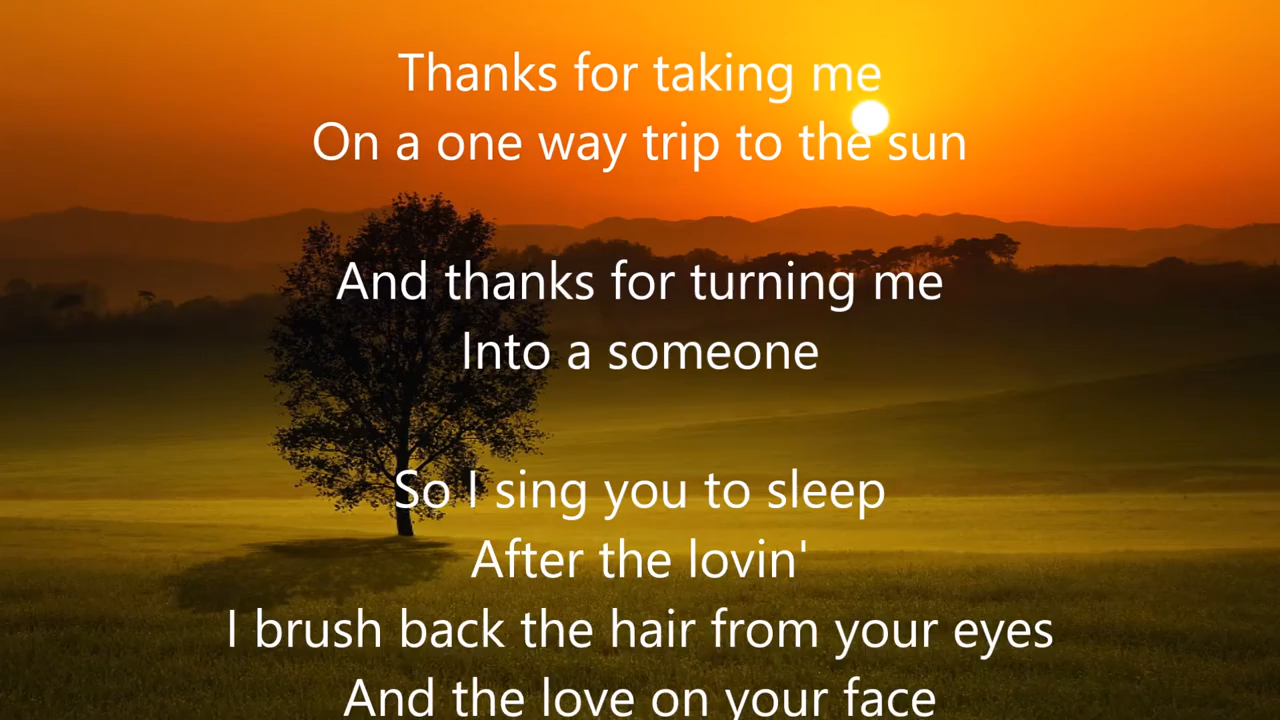 Thanks for taking me
On a one way trip to the sun
And thanks for turning me
Into a someone
So I sing you to sleep
After the lovin'
I brush back the hair from your eyes
And the love on your face